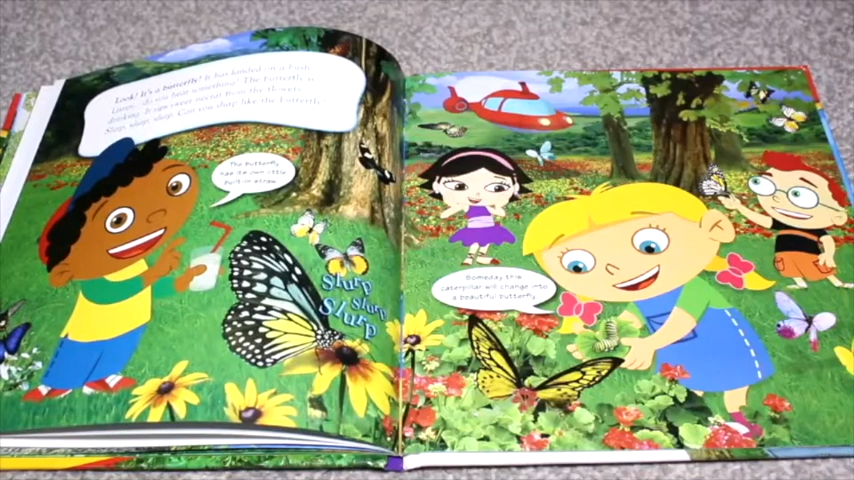 Look! It's a butterfly! It has landed on a bush.
Listen... do you hear something? The butterfly is
drinking. It sips sweet nectar from the flowers.
Slurp, slurp, slurp. Can you slurp like the butterfly?
The butterfly
has its own little
built-in straw.
Slurp
slurp
Slurp
Someday this
caterpillar will change into
a beautiful butterfly.